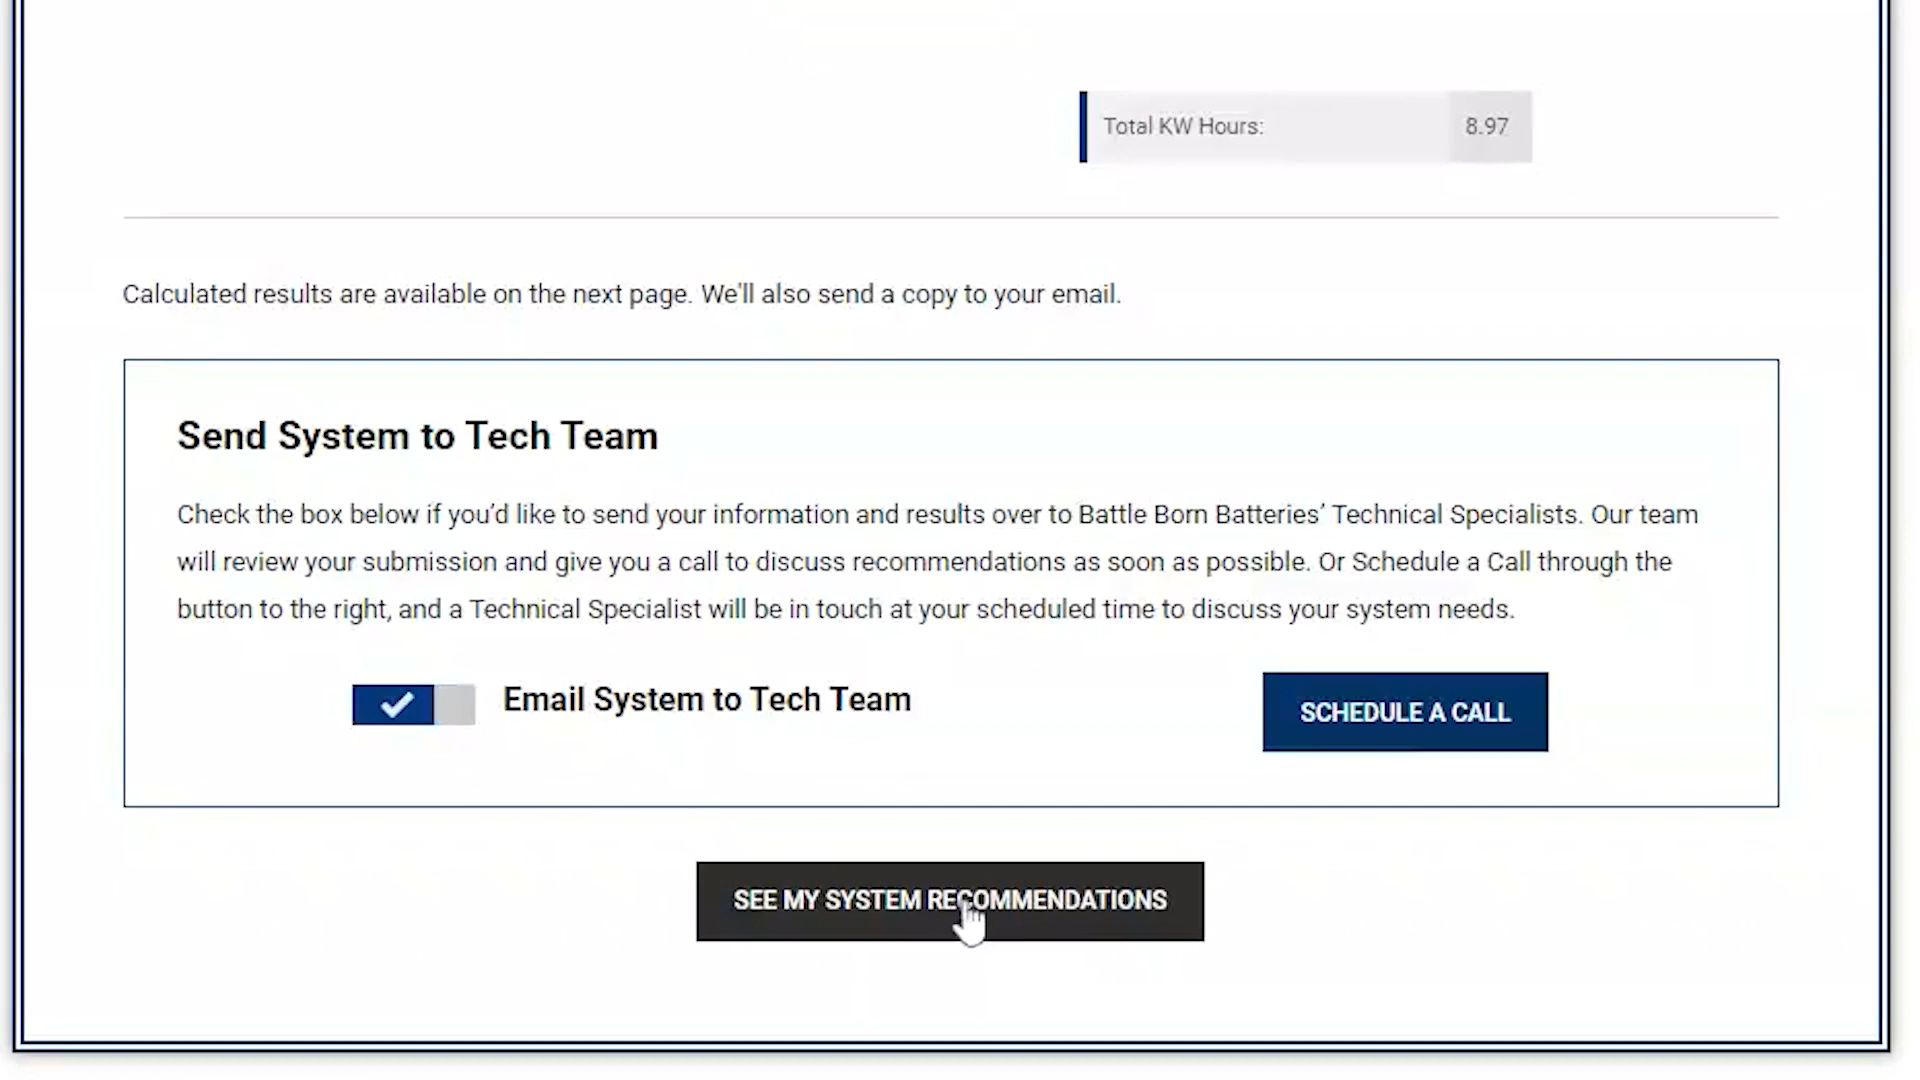 Total KW Hours: 8.97
Calculated results are available on the next page. We'll also send a copy to your email.
Send System to Tech Team
Check the box below if you’d like to send your information and results over to Battle Born Batteries’ Technical Specialists. Our team
will review your submission and give you a call to discuss recommendations as soon as possible. Or Schedule a Call through the
button to the right, and a Technical Specialist will be in touch at your scheduled time to discuss your system needs.
Email System to Tech Team
SCHEDULE A CALL
SEE MY SYSTEM RECOMMENDATIONS